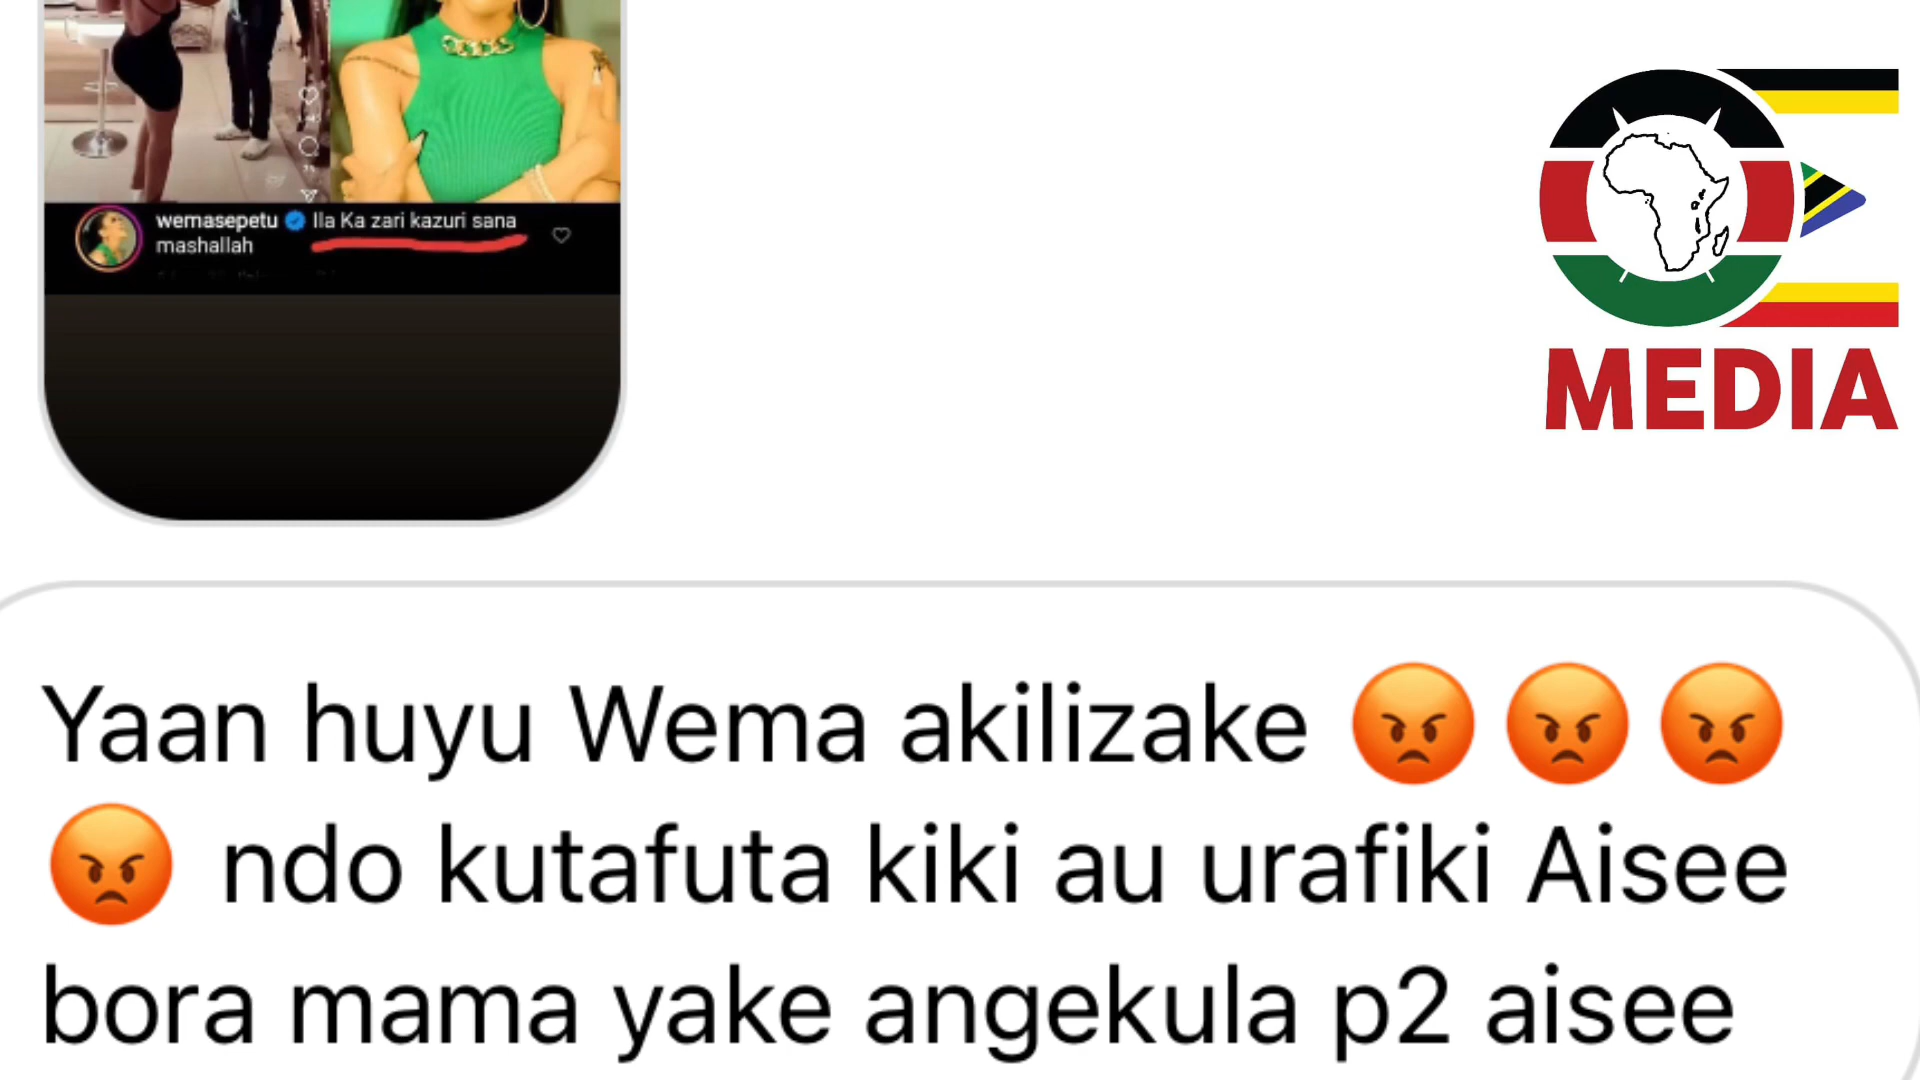 wemasepetu Ila Ka zari kazuri sana
mashallah
MEDIA
Yaan huyu Wema akilizake 😡😡😡
😡 ndo kutafuta kiki au urafiki Aisee
bora mama yake angekula p2 aisee